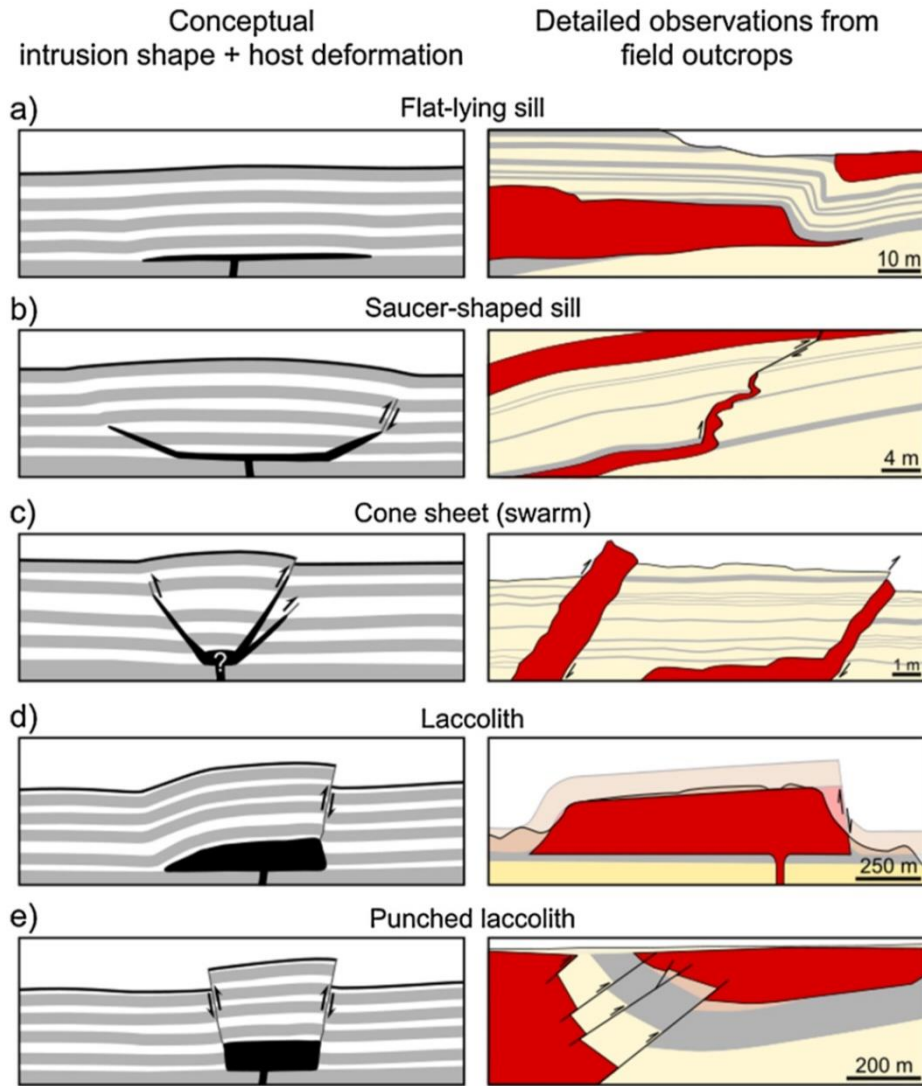 Conceptual
intrusion shape + host deformation
Detailed observations from
field outcrops
a)
Flat-lying sill
10 m
b)
Saucer-shaped sill
4 m
c)
Cone sheet (swarm)
?
1 m
d)
Laccolith
250 m
e)
Punched laccolith
200 m